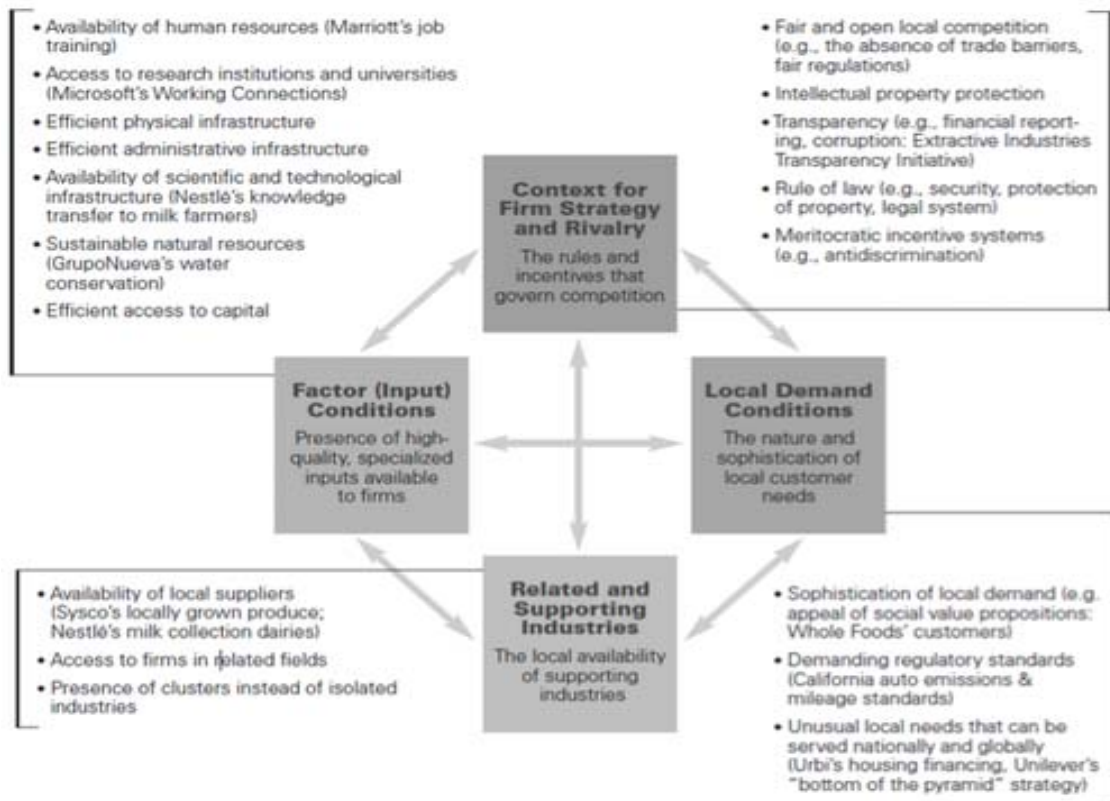 • Availability of human resources (Marriott's job
training)
• Access to research institutions and universities
(Microsoft's Working Connections)
• Efficient physical infrastructure
• Efficient administrative infrastructure
• Availability of scientific and technological
infrastructure (Nestlé's knowledge
transfer to milk farmers)
• Sustainable natural resources
(GrupoNueva's water
conservation)
• Efficient access to capital
• Fair and open local competition
(e.g., the absence of trade barriers,
fair regulations)
• Intellectual property protection
• Transparency (e.g., financial report-
ing, corruption: Extractive Industries
Transparency Initiative)
• Rule of law (e.g., security, protection
of property, legal system)
• Meritocratic incentive systems
(e.g., antidiscrimination)
Context for
Firm Strategy
and Rivalry
The rules and
incentives that
govern competition
Factor (Input)
Conditions
Presence of high-
quality, specialized
inputs available
to firms
Local Demand
Conditions
The nature and
sophistication of
local customer
needs
Related and
Supporting
Industries
The local availability
of supporting
industries
• Availability of local suppliers
(Sysco's locally grown produce;
Nestlé's milk collection dairies)
• Access to firms in related fields
• Presence of clusters instead of isolated
industries
• Sophistication of local demand (e.g.
appeal of social value propositions:
Whole Foods' customers)
• Demanding regulatory standards
(California auto emissions &
mileage standards)
• Unusual local needs that can be
served nationally and globally
(Urbi's housing financing, Unilever's
"bottom of the pyramid" strategy)